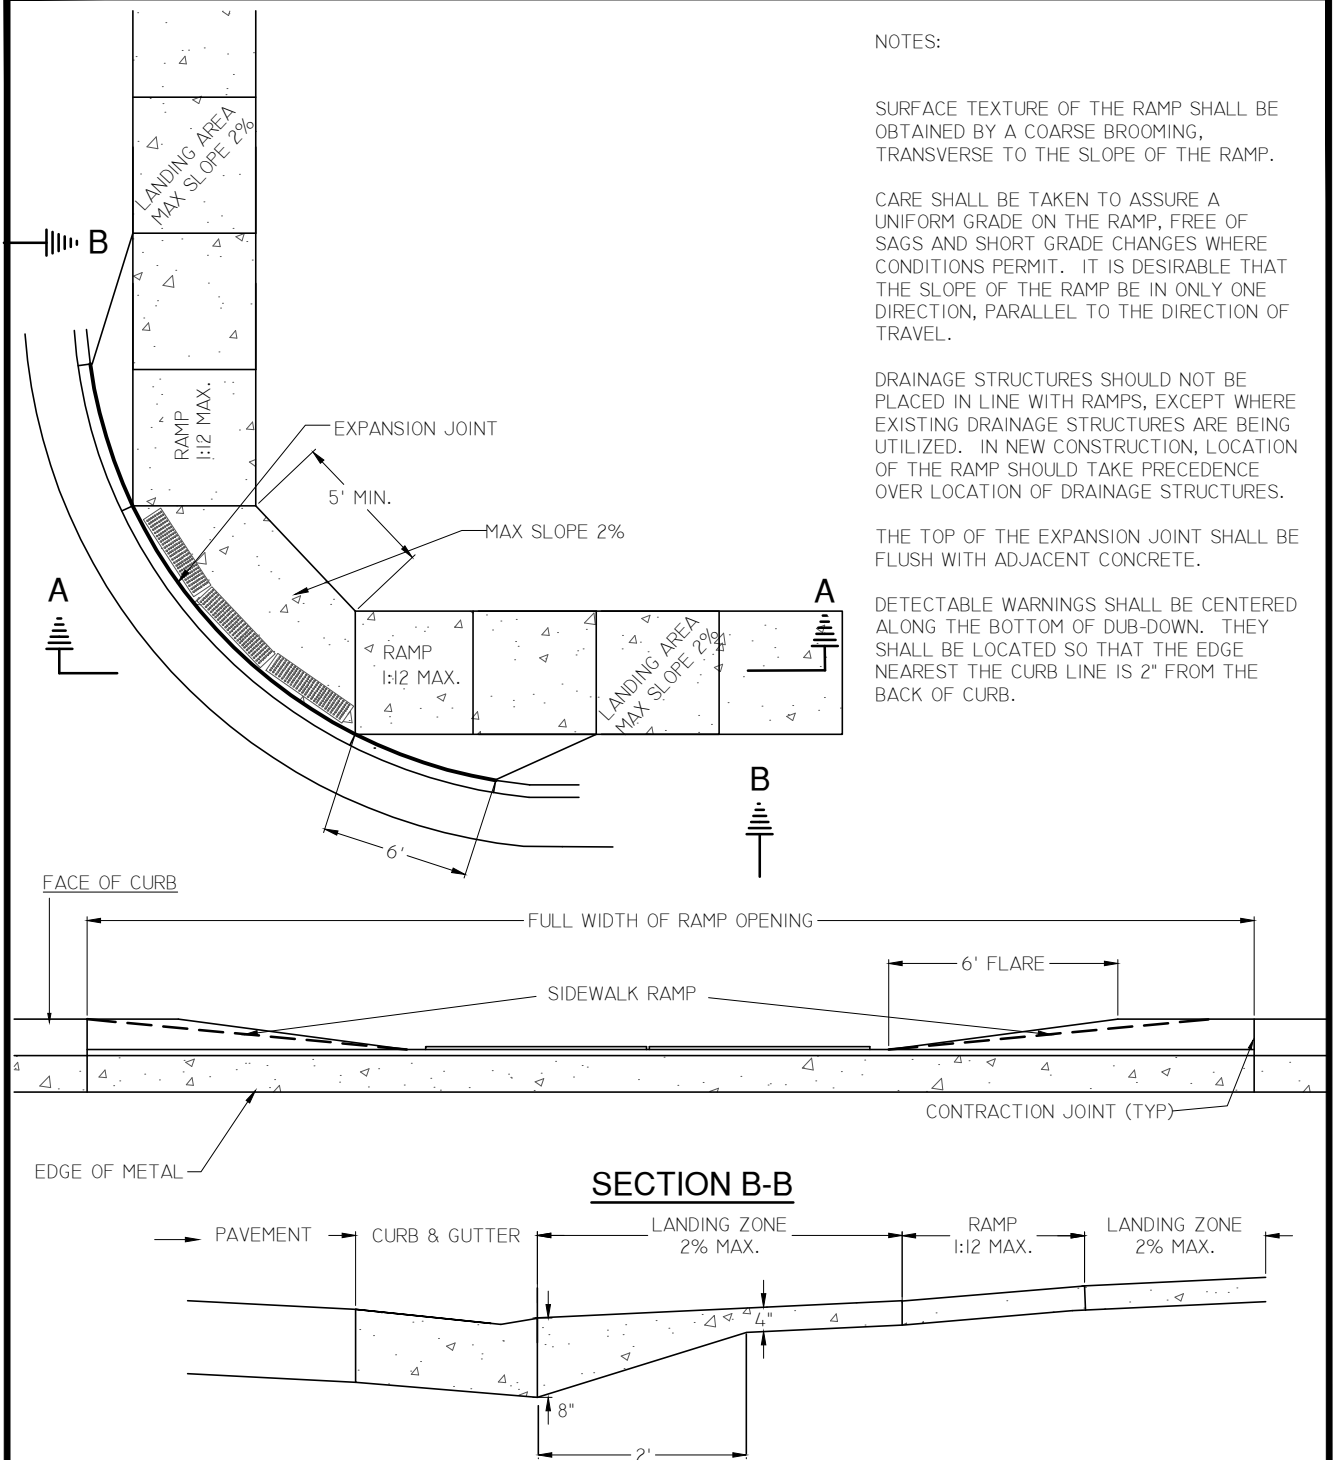 NOTES:
SURFACE TEXTURE OF THE RAMP SHALL BE
OBTAINED BY A COARSE BROOMING,
TRANSVERSE TO THE SLOPE OF THE RAMP.
CARE SHALL BE TAKEN TO ASSURE A
UNIFORM GRADE ON THE RAMP, FREE OF
SAGS AND SHORT GRADE CHANGES WHERE
CONDITIONS PERMIT. IT IS DESIRABLE THAT
THE SLOPE OF THE RAMP BE IN ONLY ONE
DIRECTION, PARALLEL TO THE DIRECTION OF
TRAVEL.
DRAINAGE STRUCTURES SHOULD NOT BE
PLACED IN LINE WITH RAMPS, EXCEPT WHERE
EXISTING DRAINAGE STRUCTURES ARE BEING
UTILIZED. IN NEW CONSTRUCTION, LOCATION
OF THE RAMP SHOULD TAKE PRECEDENCE
OVER LOCATION OF DRAINAGE STRUCTURES.
THE TOP OF THE EXPANSION JOINT SHALL BE
FLUSH WITH ADJACENT CONCRETE.
DETECTABLE WARNINGS SHALL BE CENTERED
ALONG THE BOTTOM OF DUB-DOWN. THEY
SHALL BE LOCATED SO THAT THE EDGE
NEAREST THE CURB LINE IS 2" FROM THE
BACK OF CURB.
LANDING AREA
MAX SLOPE 2%
B
RAMP
1:12 MAX.
EXPANSION JOINT
5' MIN.
MAX SLOPE 2%
A
A
RAMP
1:12 MAX.
LANDING AREA
MAX SLOPE 2%
B
6'
FACE OF CURB
FULL WIDTH OF RAMP OPENING
6' FLARE
SIDEWALK RAMP
CONTRACTION JOINT (TYP)
EDGE OF METAL
SECTION B-B
PAVEMENT
CURB & GUTTER
LANDING ZONE
2% MAX.
RAMP
1:12 MAX.
LANDING ZONE
2% MAX.
4"
8"
2'